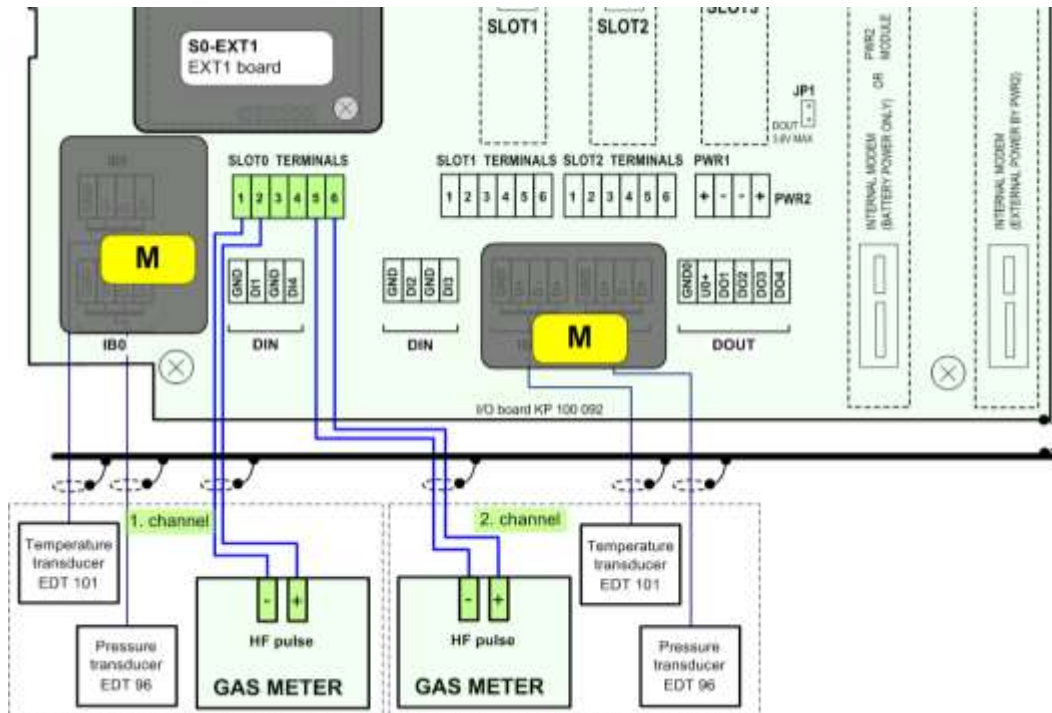 SLOT1
SLOT2
SLOT3
S0-EXT1
EXT1 board
JP1
DOUT
3.6V MAX
INTERNAL MODEM
(BATTERY POWER ONLY)
OR
PWR2
MODULE
INTERNAL MODEM
(EXTERNAL POWER BY PWR2)
SLOT0 TERMINALS
SLOT1 TERMINALS
SLOT2 TERMINALS
PWR1
1 2 3 4 5 6
1 2 3 4 5 6
1 2 3 4 5 6
+ - - +
PWR2
M
GND DI1 GND DI4
GND DI2 GND DI3
GND0 U0+ DO1 DO2 DO3 DO4
M
IB0
DIN
DIN
DOUT
I/O board KP 100 092
1. channel
2. channel
Temperature
transducer
EDT 101
Temperature
transducer
EDT 101
- +
- +
HF pulse
HF pulse
Pressure
transducer
EDT 96
Pressure
transducer
EDT 96
GAS METER
GAS METER